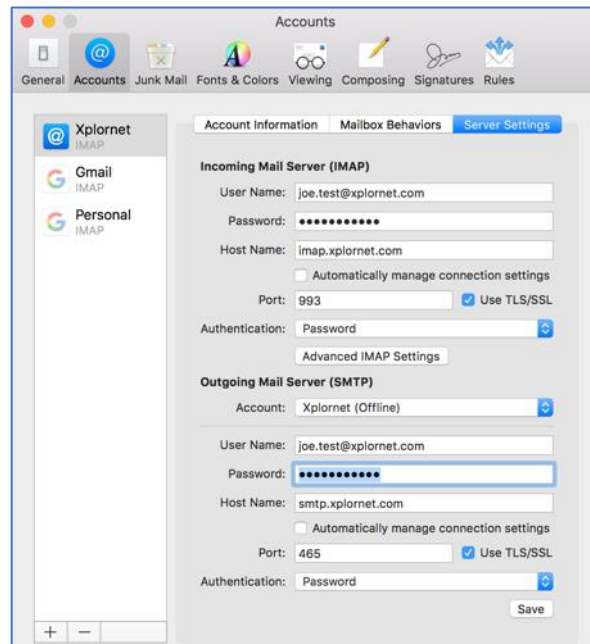 Accounts
General Accounts Junk Mail Fonts & Colors Viewing Composing Signatures Rules
Xplornet
IMAP
Gmail
IMAP
Personal
IMAP
Account Information Mailbox Behaviors Server Settings
Incoming Mail Server (IMAP)
User Name: joe.test@xplornet.com
Password: •••••••••••
Host Name: imap.xplornet.com
Automatically manage connection settings
Port: 993 Use TLS/SSL
Authentication: Password
Advanced IMAP Settings
Outgoing Mail Server (SMTP)
Account: Xplornet (Offline)
User Name: joe.test@xplornet.com
Password: •••••••••••
Host Name: smtp.xplornet.com
Automatically manage connection settings
Port: 465 Use TLS/SSL
Authentication: Password
Save